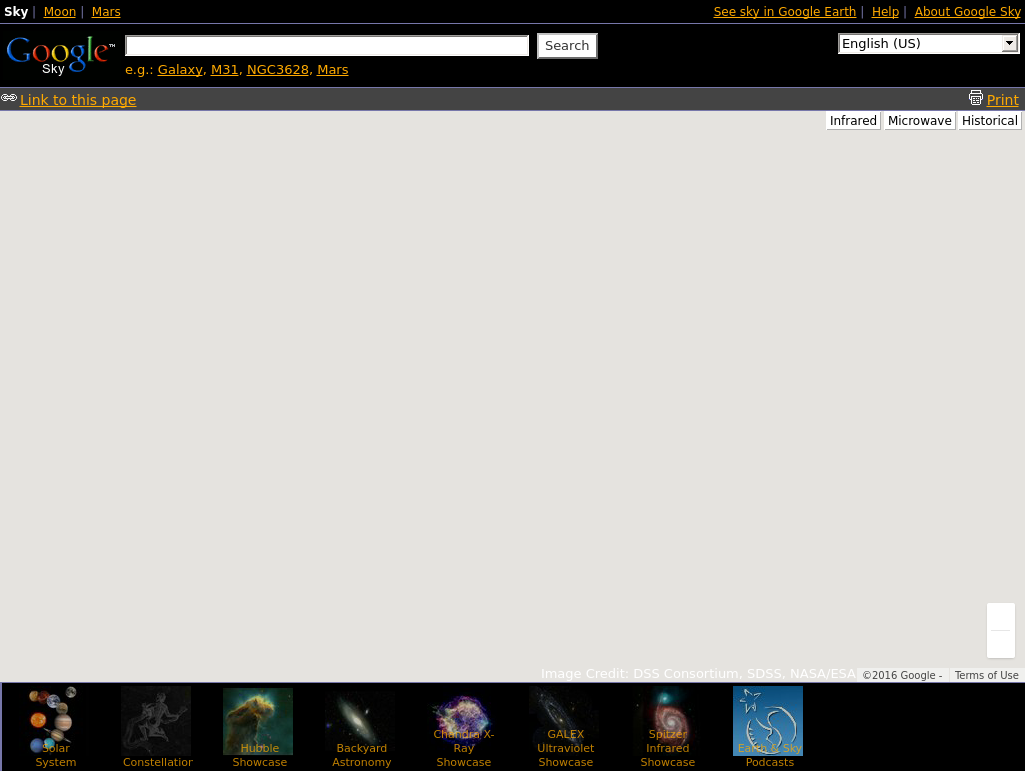 Sky | Moon | Mars
See sky in Google Earth | Help | About Google Sky
Google™
Sky
Search
English (US)
e.g.: Galaxy, M31, NGC3628, Mars
Link to this page
Print
Infrared
Microwave
Historical
Image Credit: DSS Consortium, SDSS, NASA/ESA
©2016 Google -
Terms of Use
Solar
System
Constellation
Hubble
Showcase
Backyard
Astronomy
Chandra X-
Ray
Showcase
GALEX
Ultraviolet
Showcase
Spitzer
Infrared
Showcase
Earth & Sky
Podcasts